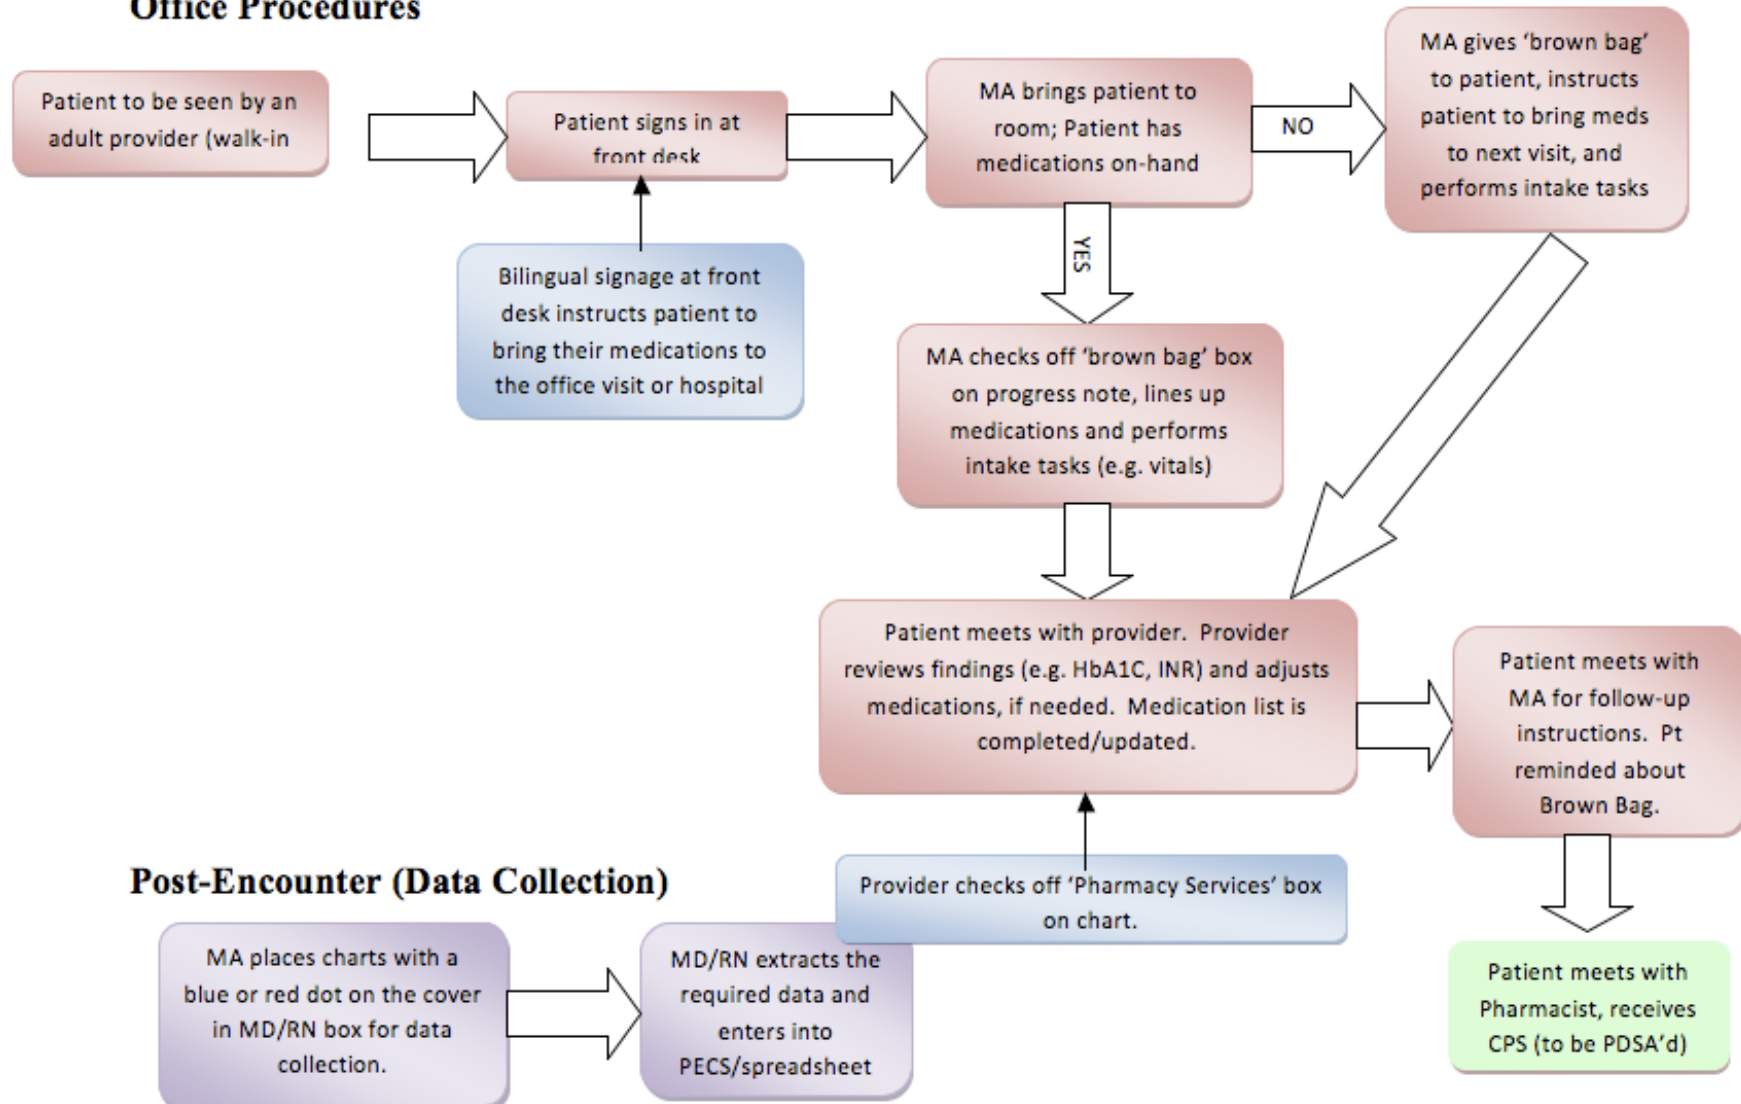 Office Procedures
Patient to be seen by an
adult provider (walk-in
Patient signs in at
front desk
MA brings patient to
room; Patient has
medications on-hand
NO
MA gives ‘brown bag’
to patient, instructs
patient to bring meds
to next visit, and
performs intake tasks
YES
Bilingual signage at front
desk instructs patient to
bring their medications to
the office visit or hospital
MA checks off ‘brown bag’ box
on progress note, lines up
medications and performs
intake tasks (e.g. vitals)
Patient meets with provider.  Provider
reviews findings (e.g. HbA1C, INR) and adjusts
medications, if needed.  Medication list is
completed/updated.
Patient meets with
MA for follow-up
instructions.  Pt
reminded about
Brown Bag.
Provider checks off ‘Pharmacy Services’ box
on chart.
Patient meets with
Pharmacist, receives
CPS (to be PDSA’d)
Post-Encounter (Data Collection)
MA places charts with a
blue or red dot on the cover
in MD/RN box for data
collection.
MD/RN extracts the
required data and
enters into
PECS/spreadsheet